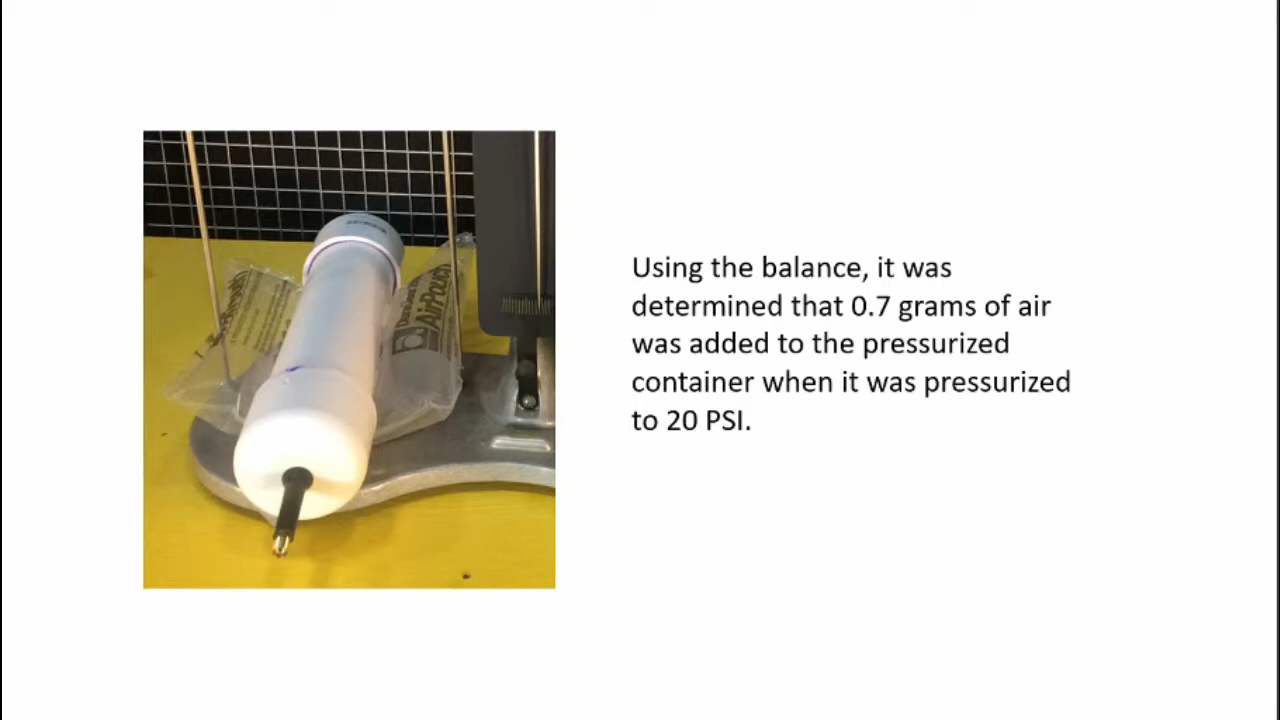 AirPouch
Using the balance, it was
determined that 0.7 grams of air
was added to the pressurized
container when it was pressurized
to 20 PSI.